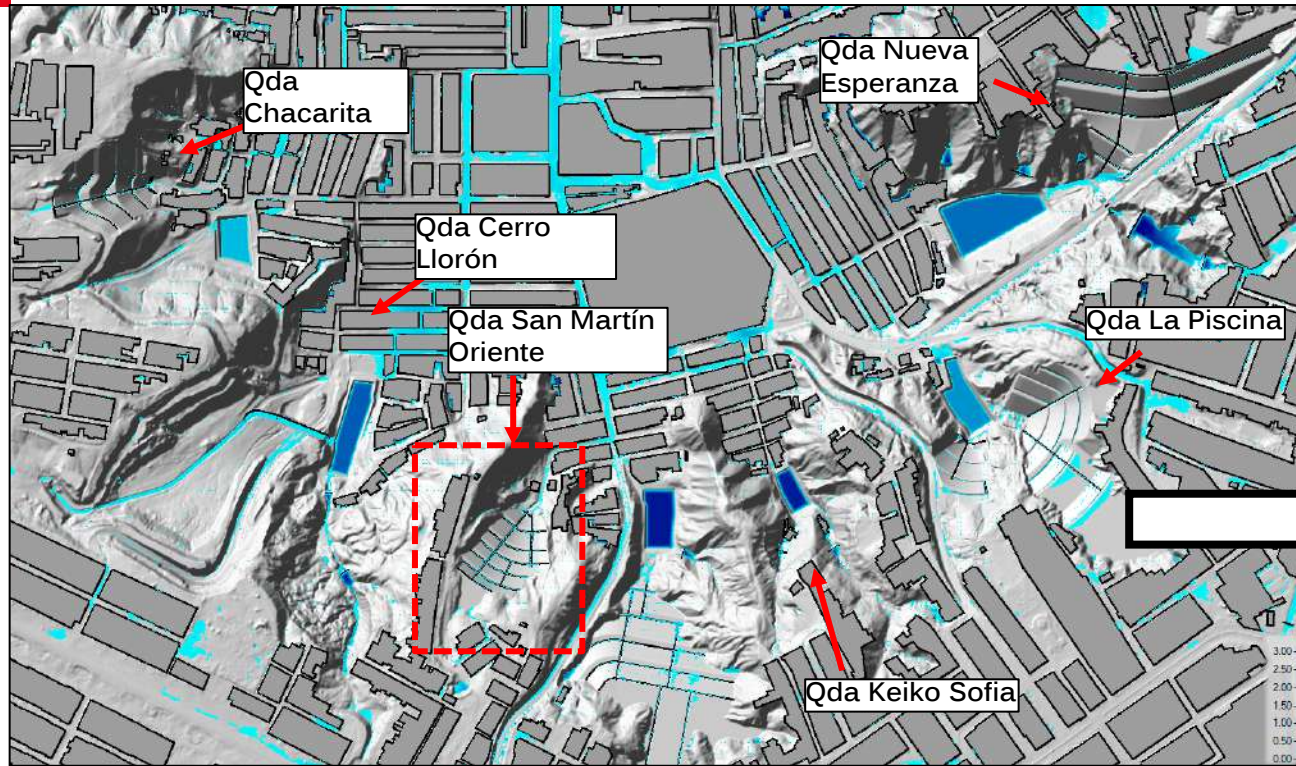 Qda
Chacarita
Qda Nueva
Esperanza
Qda Cerro
Llorón
Qda San Martín
Oriente
Qda La Piscina
Qda Keiko Sofia
3.00
2.50
2.00
1.50
1.00
0.50
0.00